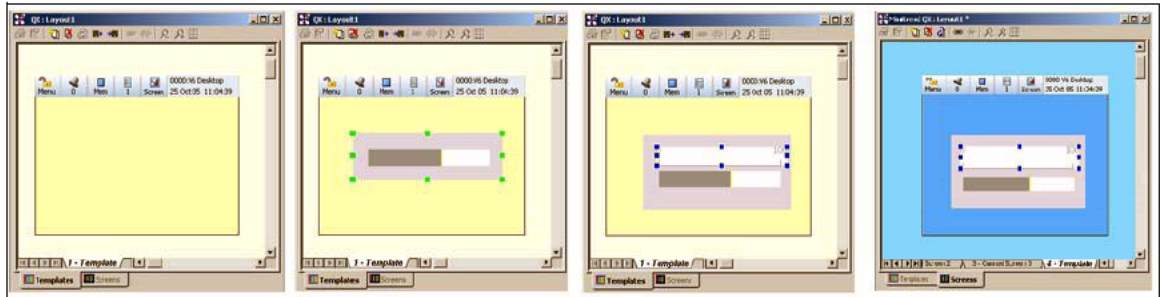 QX: Layout1
0000:V6 Desktop
Menu 0 Mem 1 Screen 25 Oct 05 11:04:39
1 - Template
Templates Screens
QX: Layout1
0000:V6 Desktop
Menu 0 Mem 1 Screen 25 Oct 05 11:04:39
1 - Template
Templates Screens
QX: Layout1
0000:V6 Desktop
Menu 0 Mem 1 Screen 25 Oct 05 11:04:39
1 - Template
Templates Screens
0000:V6 Desktop
Menu 0 Mem 1 Screen 25 Oct 05 11:04:39
4 - Template
Templates Screens